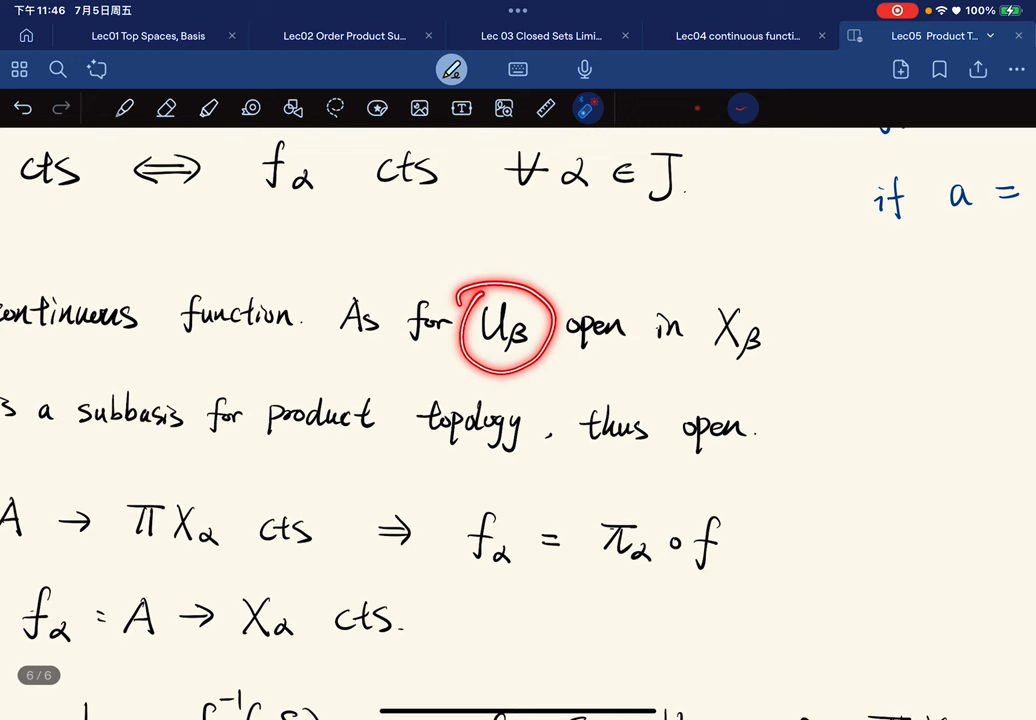 下午11:46 7月5日周五
100%
Lec01 Top Spaces, Basis
Lec02 Order Product Su...
Lec 03 Closed Sets Limi...
Lec04 continuous functi...
Lec05 Product T...
cts ⟺ fα cts ∀ α ∈ J.
if a =
continuous function. As for Uβ open in Xβ
s a subbasis for product topology, thus open.
A → πXα cts ⇒ fα = πα ∘ f
fα : A → Xα cts.
6 / 6